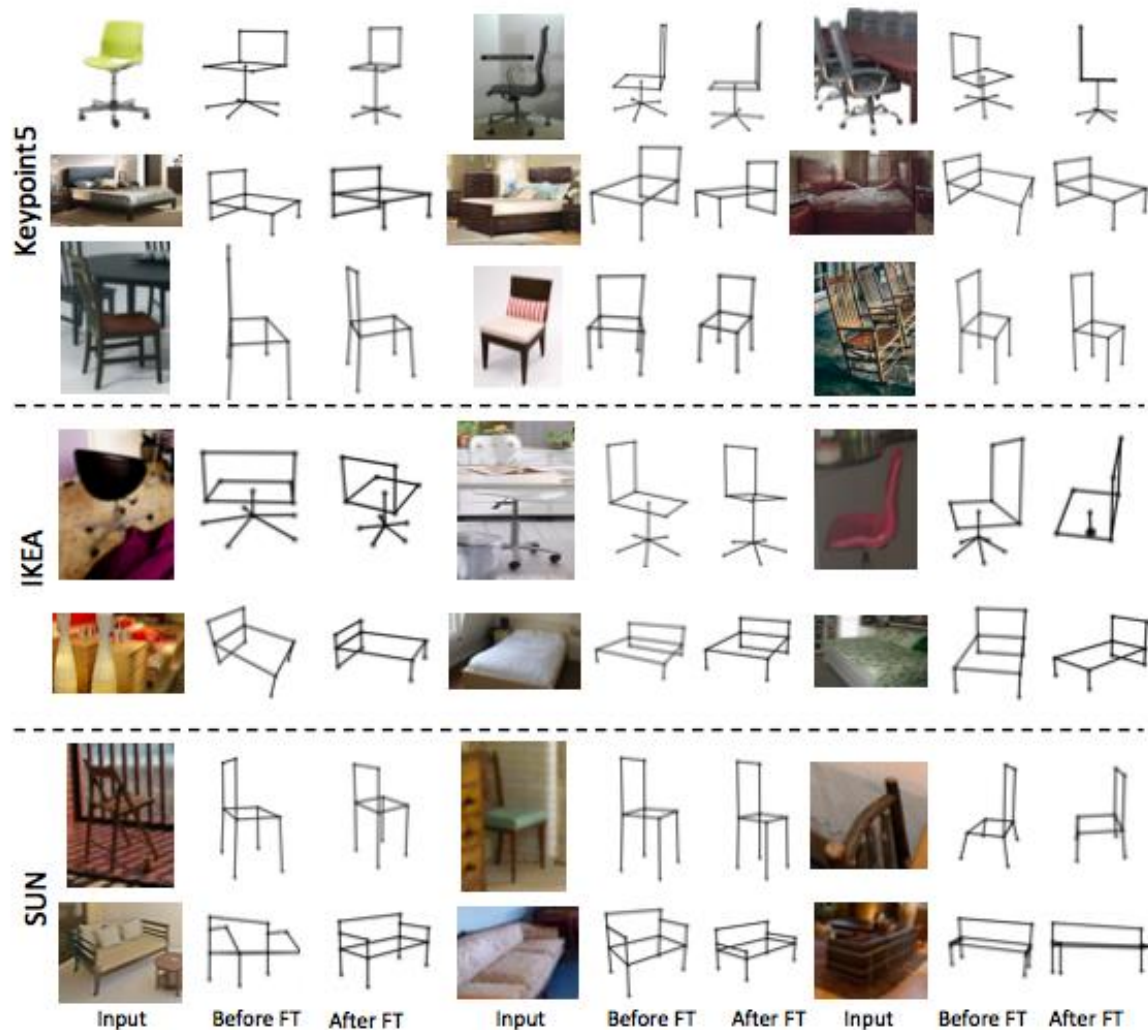 Keypoint5
IKEA
SUN
Input Before FT After FT Input Before FT After FT Input Before FT After FT